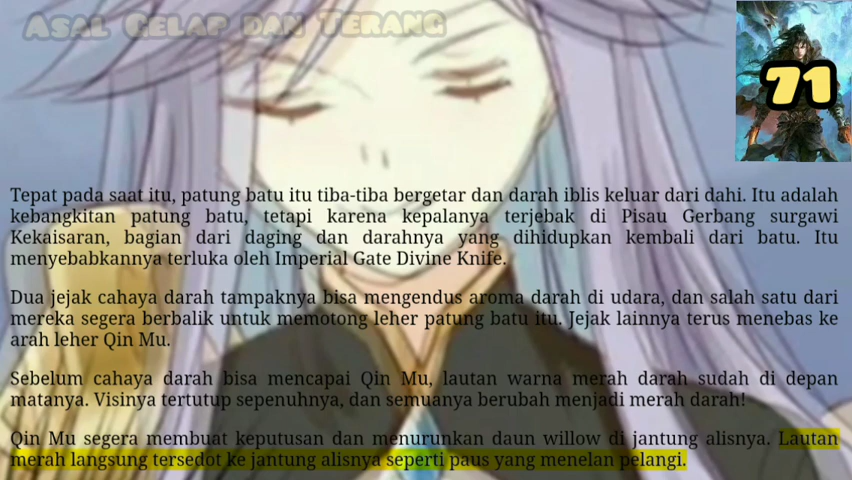 Asal Gelap dan Terang
71
Tepat pada saat itu, patung batu itu tiba-tiba bergetar dan darah iblis keluar dari dahi. Itu adalah
kebangkitan patung batu, tetapi karena kepalanya terjebak di Pisau Gerbang surgawi
Kekaisaran, bagian dari daging dan darahnya yang dihidupkan kembali dari batu. Itu
menyebabkannya terluka oleh Imperial Gate Divine Knife.
Dua jejak cahaya darah tampaknya bisa mengendus aroma darah di udara, dan salah satu dari
mereka segera berbalik untuk memotong leher patung batu itu. Jejak lainnya terus menebas ke
arah leher Qin Mu.
Sebelum cahaya darah bisa mencapai Qin Mu, lautan warna merah darah sudah di depan
matanya. Visinya tertutup sepenuhnya, dan semuanya berubah menjadi merah darah!
Qin Mu segera membuat keputusan dan menurunkan daun willow di jantung alisnya. Lautan
merah langsung tersedot ke jantung alisnya seperti paus yang menelan pelangi.